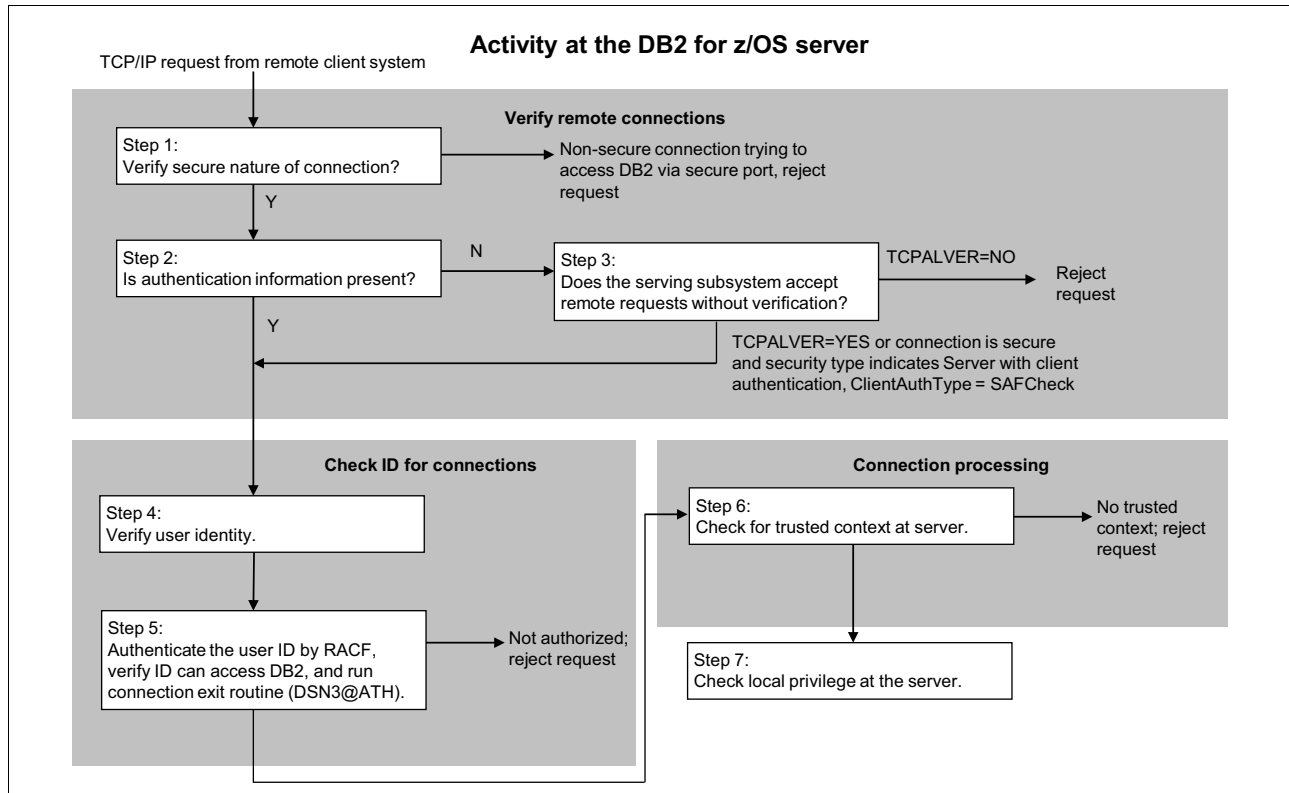 Activity at the DB2 for z/OS server
TCP/IP request from remote client system
Verify remote connections
Step 1:
Verify secure nature of connection?
Non-secure connection trying to
access DB2 via secure port, reject
request
Y
Step 2:
Is authentication information present?
N
Step 3:
Does the serving subsystem accept
remote requests without verification?
TCPALVER=NO
Reject
request
Y
TCPALVER=YES or connection is secure
and security type indicates Server with client
authentication, ClientAuthType = SAFCheck
Check ID for connections
Step 4:
Verify user identity.
Step 5:
Authenticate the user ID by RACF,
verify ID can access DB2, and run
connection exit routine (DSN3@ATH).
Not authorized;
reject request
Connection processing
Step 6:
Check for trusted context at server.
No trusted
context; reject
request
Step 7:
Check local privilege at the server.